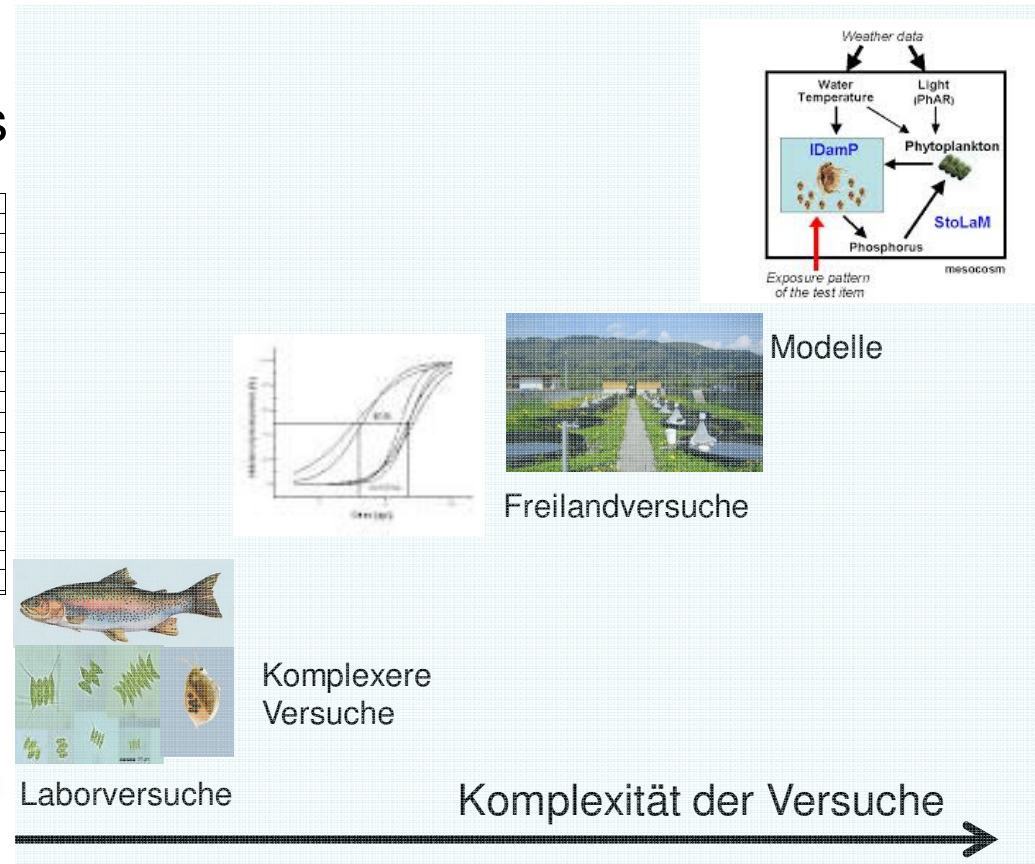 Weather data
Water
Temperature
Light
(PhAR)
IDamP
Phytoplankton
StoLaM
Phosphorus
mesocosm
Exposure pattern
of the test item
Modelle
Freilandversuche
Komplexere
Versuche
Laborversuche
Komplexität der Versuche